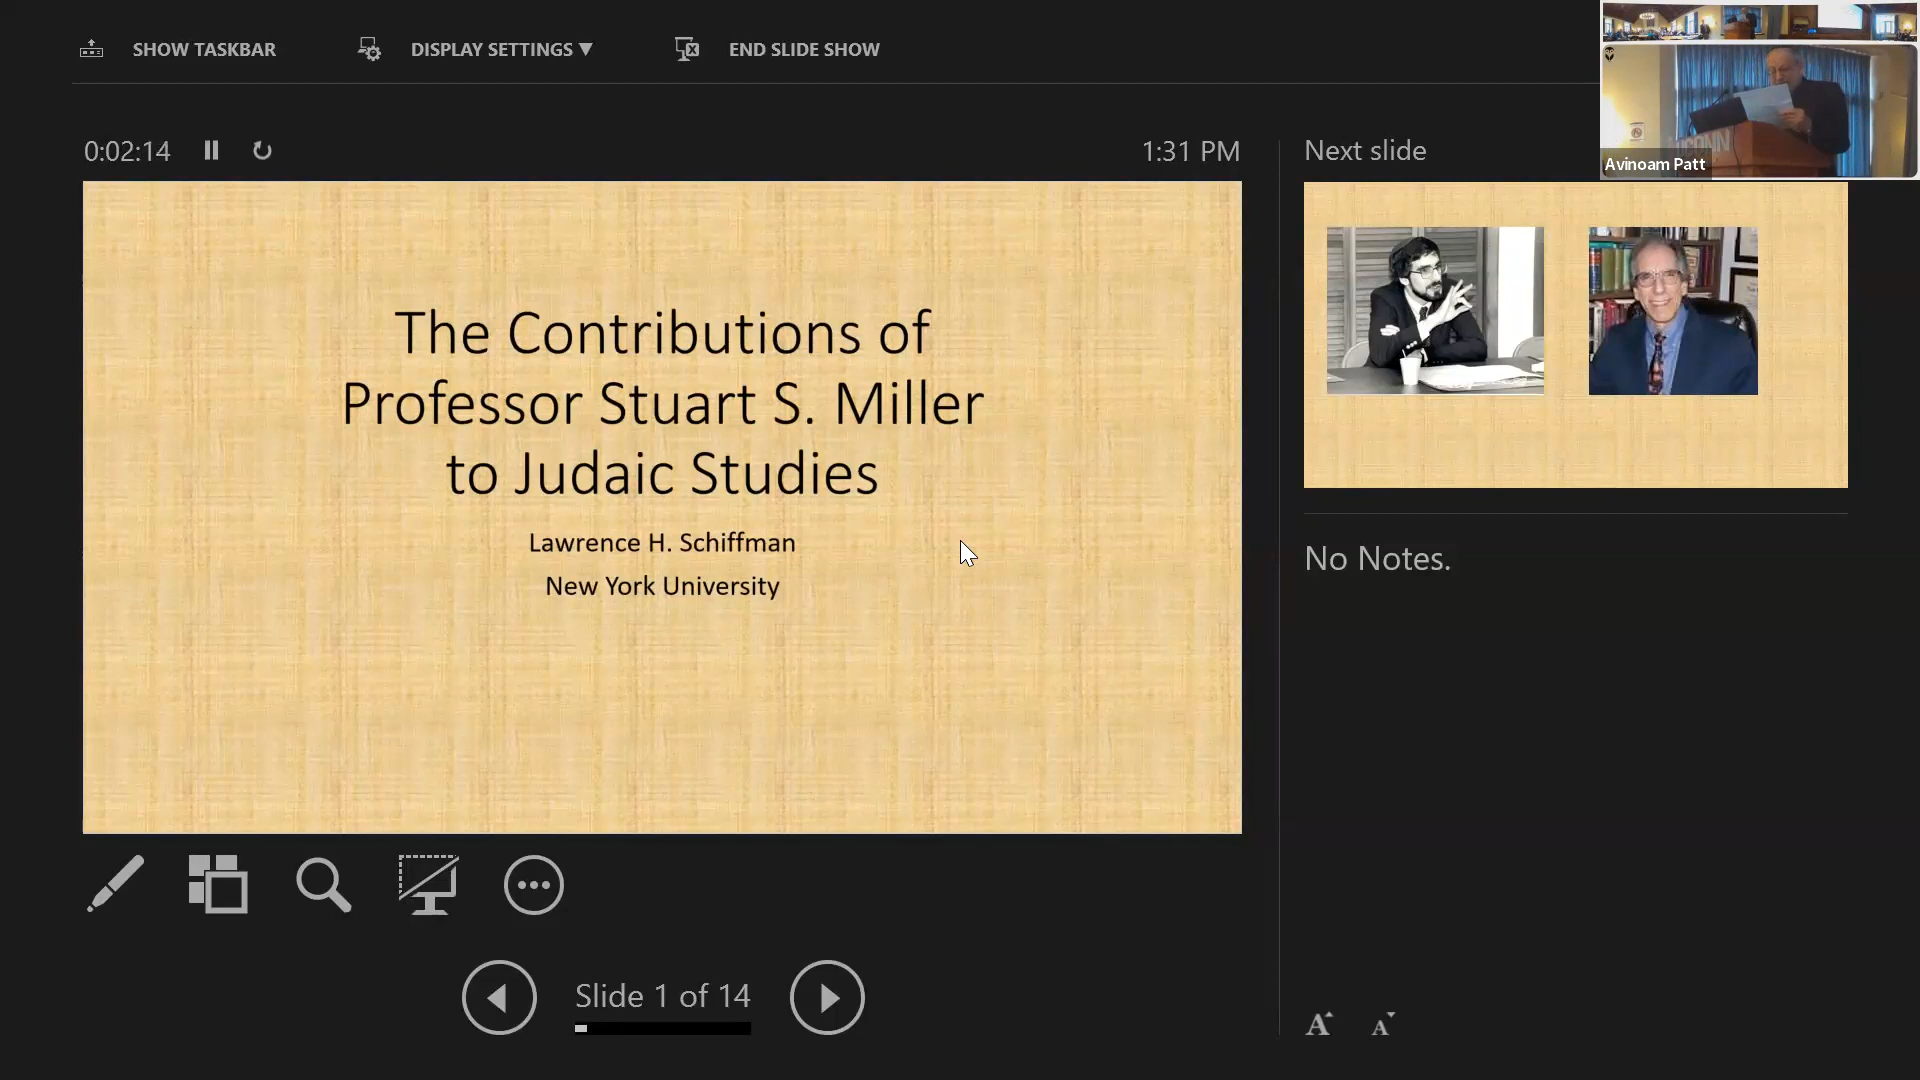 SHOW TASKBAR
DISPLAY SETTINGS ▼
END SLIDE SHOW
0:02:14
1:31 PM
Next slide
Avinoam Patt
The Contributions of
Professor Stuart S. Miller
to Judaic Studies
Lawrence H. Schiffman
New York University
No Notes.
Slide 1 of 14
A
A